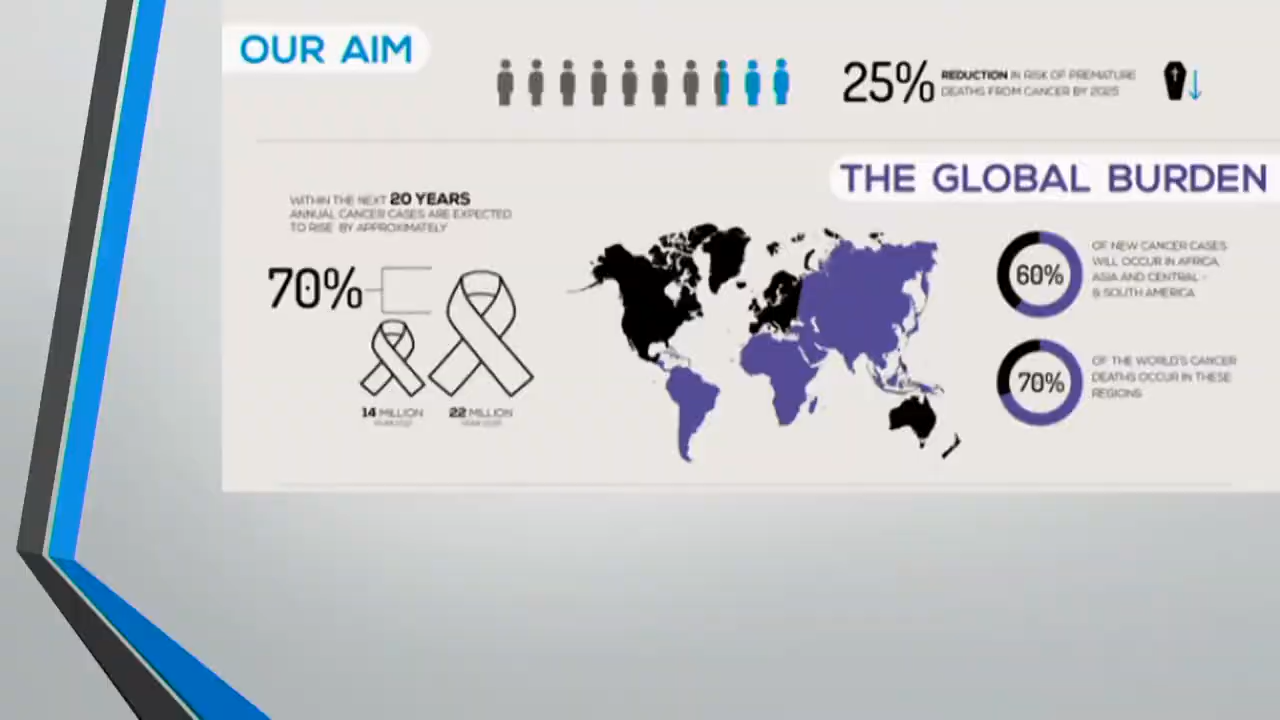 OUR AIM
25% REDUCTION IN RISK OF PREMATURE
DEATHS FROM CANCER BY 2025
THE GLOBAL BURDEN
WITHIN THE NEXT 20 YEARS
ANNUAL CANCER CASES ARE EXPECTED
TO RISE BY APPROXIMATELY
70%
14 MILLION
22 MILLION
60%
OF NEW CANCER CASES
WILL OCCUR IN AFRICA,
ASIA AND CENTRAL -
& SOUTH AMERICA
70%
OF THE WORLD'S CANCER
DEATHS OCCUR IN THESE
REGIONS